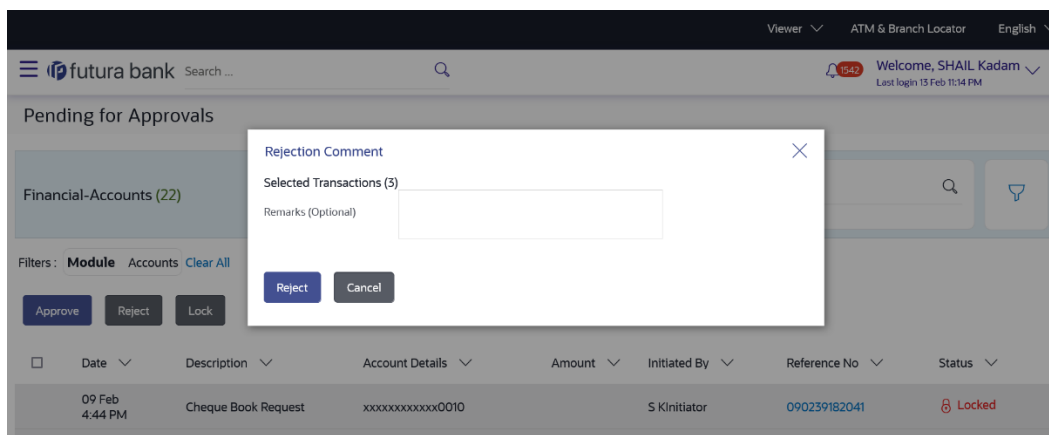 Viewer ATM & Branch Locator English
futura bank Search ... 1542 Welcome, SHAIL Kadam
Last login 13 Feb 11:14 PM
Pending for Approvals
Rejection Comment
Selected Transactions (3)
Financial-Accounts (22)
Remarks (Optional)
Filters : Module Accounts Clear All
Reject Cancel
Approve Reject Lock
Date Description Account Details Amount Initiated By Reference No Status
09 Feb
4:44 PM Cheque Book Request xxxxxxxxxxxx0010 S KInitiator 090239182041 Locked